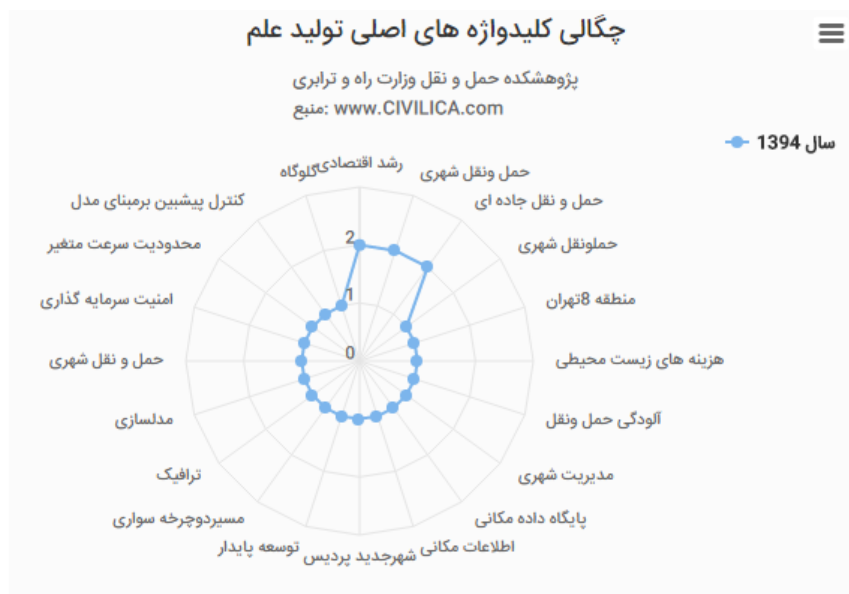 چگالی کلیدواژه های اصلی تولید علم
پژوهشکده حمل و نقل وزارت راه و ترابری
منبع: www.CIVILICA.com
سال 1394
رشد اقتصادی
حمل ونقل شهری
حمل و نقل جاده ای
حملونقل شهری
منطقه 8تهران
هزینه های زیست محیطی
آلودگی حمل ونقل
مدیریت شهری
پایگاه داده مکانی
اطلاعات مکانی
شهرجدید پردیس
توسعه پایدار
مسیردوچرخه سواری
ترافیک
مدلسازی
حمل و نقل شهری
امنیت سرمایه گذاری
محدودیت سرعت متغیر
کنترل پیشبین برمبنای مدل
گلوگاه
2
1
0